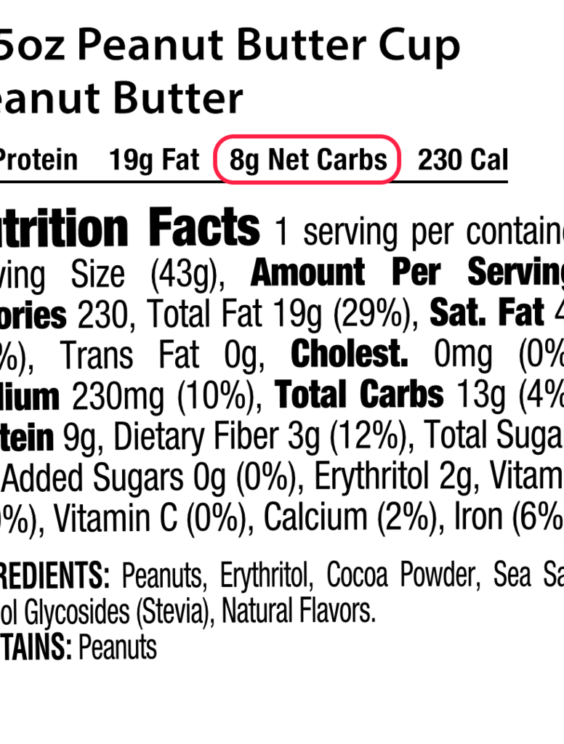 5oz Peanut Butter Cup
eanut Butter
Protein 19g Fat 8g Net Carbs 230 Cal
trition Facts 1 serving per contain
ving Size (43g), Amount Per Serving
ories 230, Total Fat 19g (29%), Sat. Fat 4
%), Trans Fat 0g, Cholest. 0mg (0%
dium 230mg (10%), Total Carbs 13g (4%
tein 9g, Dietary Fiber 3g (12%), Total Suga
Added Sugars 0g (0%), Erythritol 2g, Vitam
%), Vitamin C (0%), Calcium (2%), Iron (6%
REDIENTS: Peanuts, Erythritol, Cocoa Powder, Sea Sa
ol Glycosides (Stevia), Natural Flavors.
TAINS: Peanuts